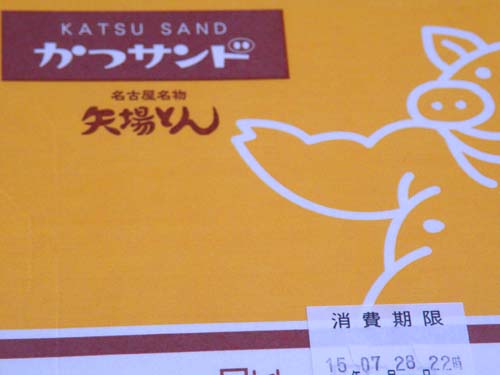 KATSU SAND
かつサンド
名古屋名物
矢場とん
消費期限
15.07.28.22時